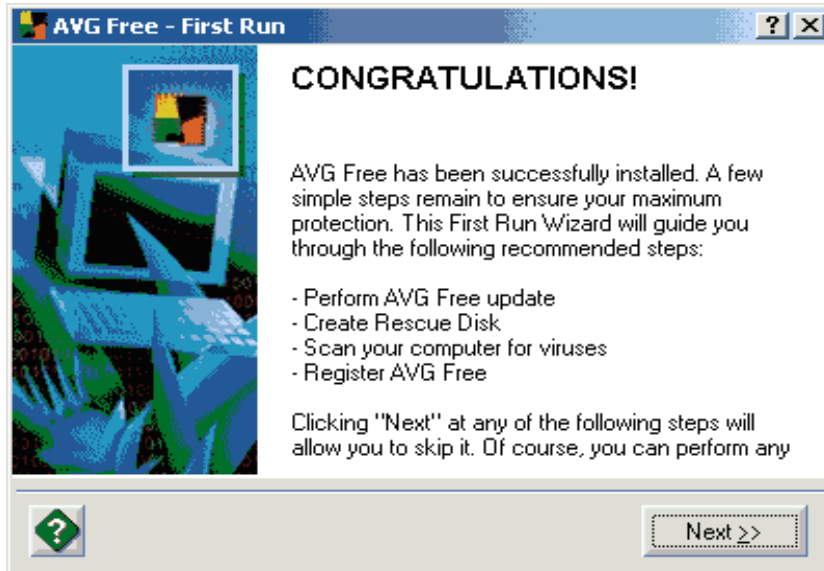 AVG Free - First Run
CONGRATULATIONS!
AVG Free has been successfully installed. A few
simple steps remain to ensure your maximum
protection. This First Run Wizard will guide you
through the following recommended steps:
- Perform AVG Free update
- Create Rescue Disk
- Scan your computer for viruses
- Register AVG Free
Clicking "Next" at any of the following steps will
allow you to skip it. Of course, you can perform any
Next >>